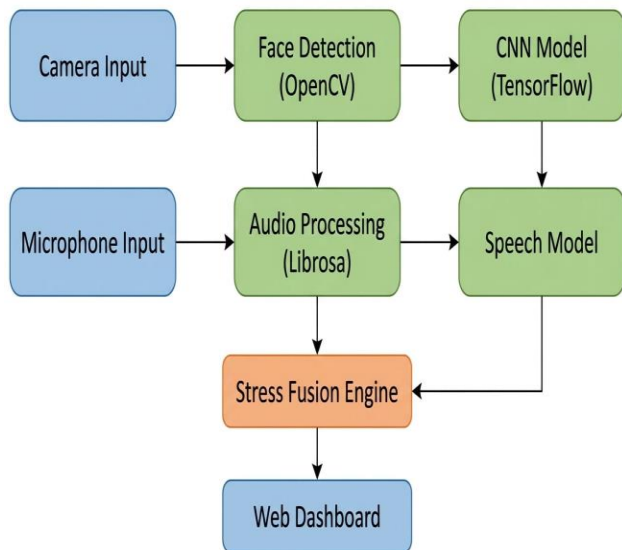 Camera Input
Face Detection
(OpenCV)
CNN Model
(TensorFlow)
Microphone Input
Audio Processing
(Librosa)
Speech Model
Stress Fusion Engine
Web Dashboard